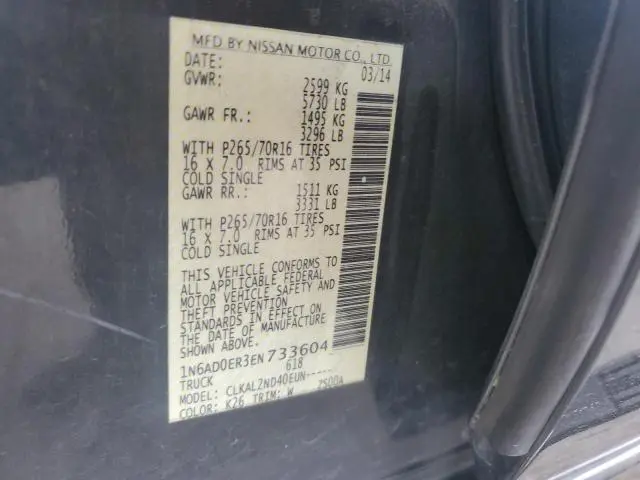 MFD BY NISSAN MOTOR CO., LTD.
DATE: 03/14
GVWR: 2599 KG
5730 LB
GAWR FR.: 1495 KG
3296 LB
WITH P265/70R16 TIRES
16 X 7.0 RIMS AT 35 PSI
COLD SINGLE
GAWR RR.: 1511 KG
3331 LB
WITH P265/70R16 TIRES
16 X 7.0 RIMS AT 35 PSI
COLD SINGLE
THIS VEHICLE CONFORMS TO
ALL APPLICABLE FEDERAL
MOTOR VEHICLE SAFETY AND
THEFT PREVENTION
STANDARDS IN EFFECT ON
THE DATE OF MANUFACTURE
SHOWN ABOVE.
1N6AD0ER3EN733604
TRUCK 618
MODEL: CLKALZND40EUN-----
COLOR: K26 TRIM: W ZS00A